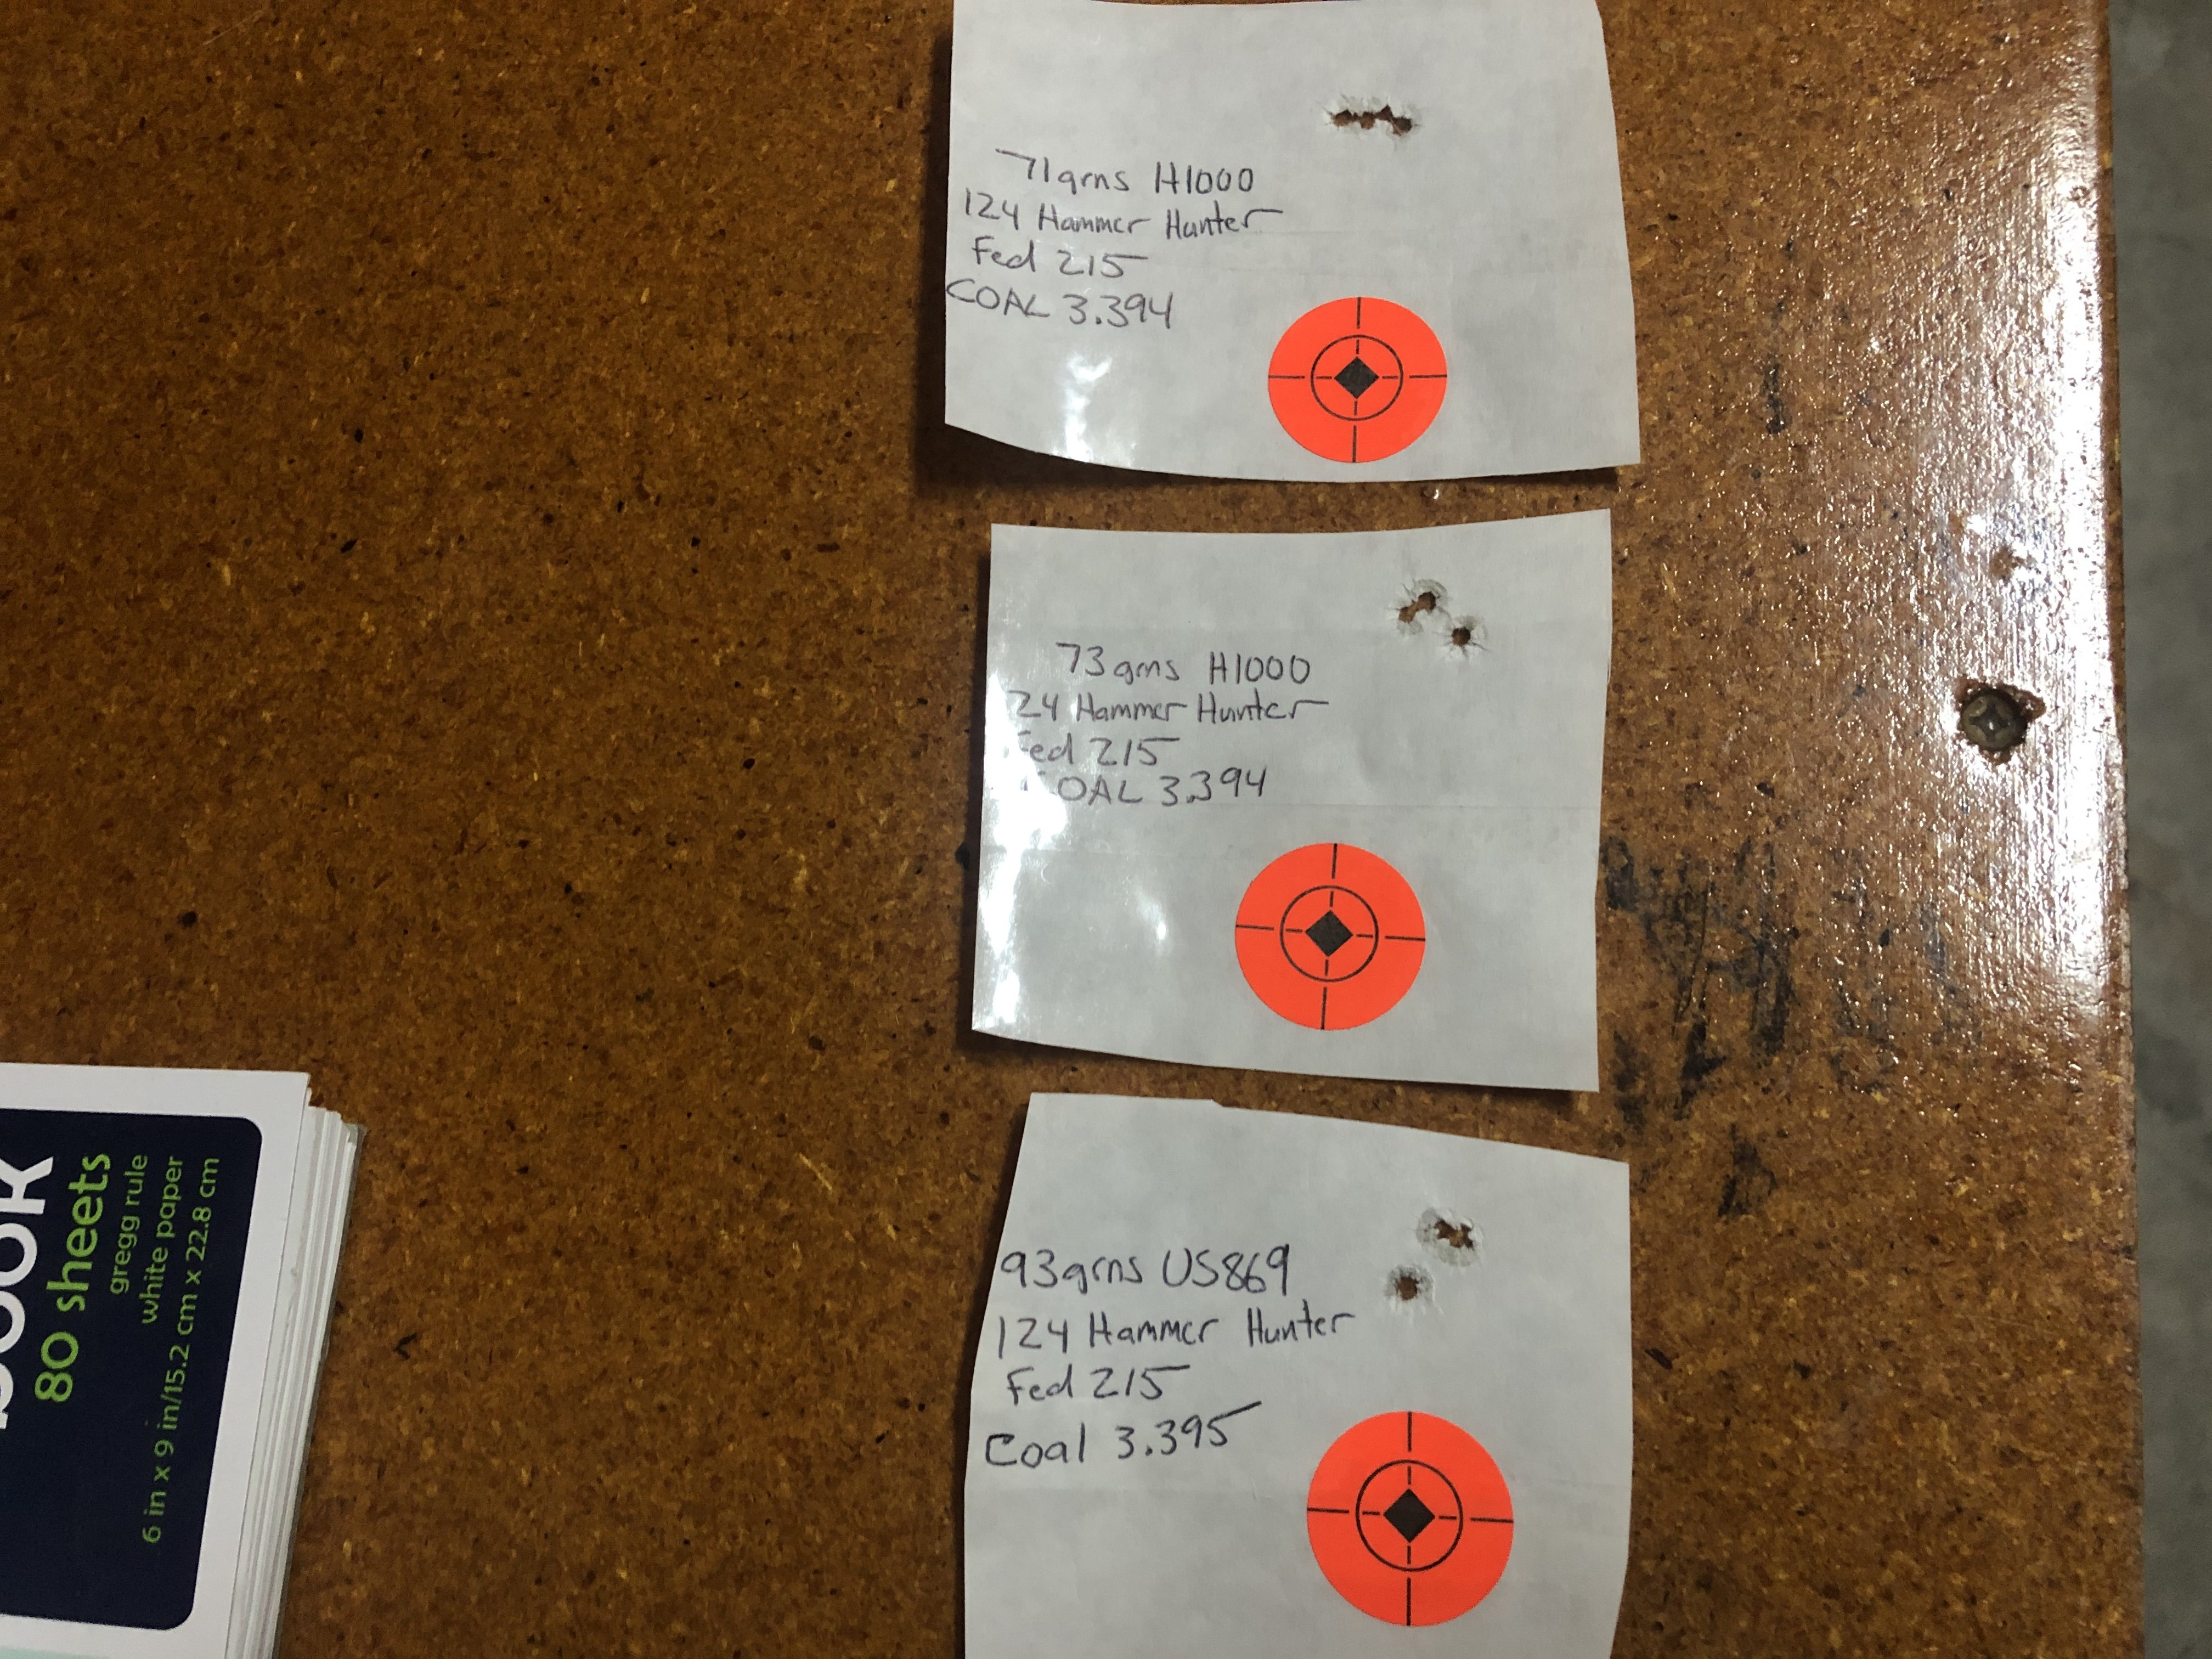 71grns H1000
124 Hammer Hunter
Fed 215
COAL 3.394
73grns H1000
24 Hammer Hunter
Fed 215
COAL 3.394
93grns US869
124 Hammer Hunter
Fed 215
Coal 3.395
80 sheets
gregg rule
white paper
6 in x 9 in/15.2 cm x 22.8 cm